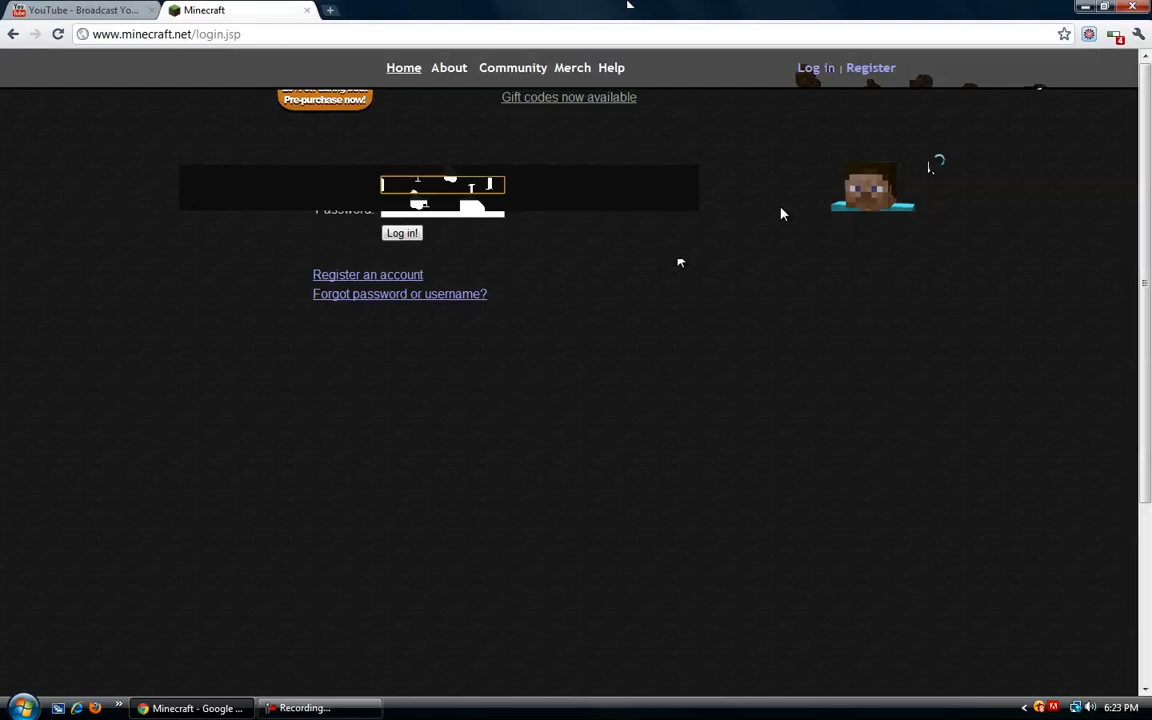 YouTube - Broadcast Yo...
Minecraft
www.minecraft.net/login.jsp
Home About Community Merch Help
Log in | Register
Pre-purchase now!
Gift codes now available
Password:
Log in!
Register an account
Forgot password or username?
Minecraft - Google ...
Recording...
6:23 PM